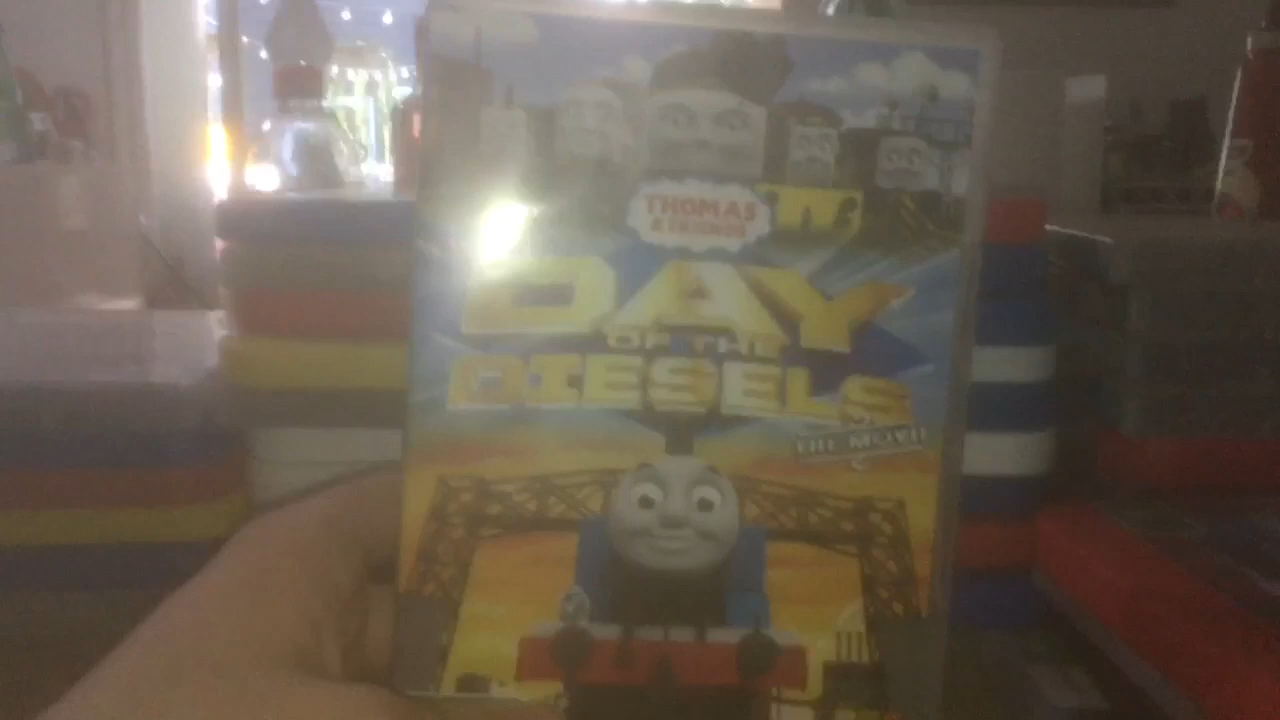 THOMAS
& FRIENDS
DAY
OF THE
DIESELS
THE MOVIE